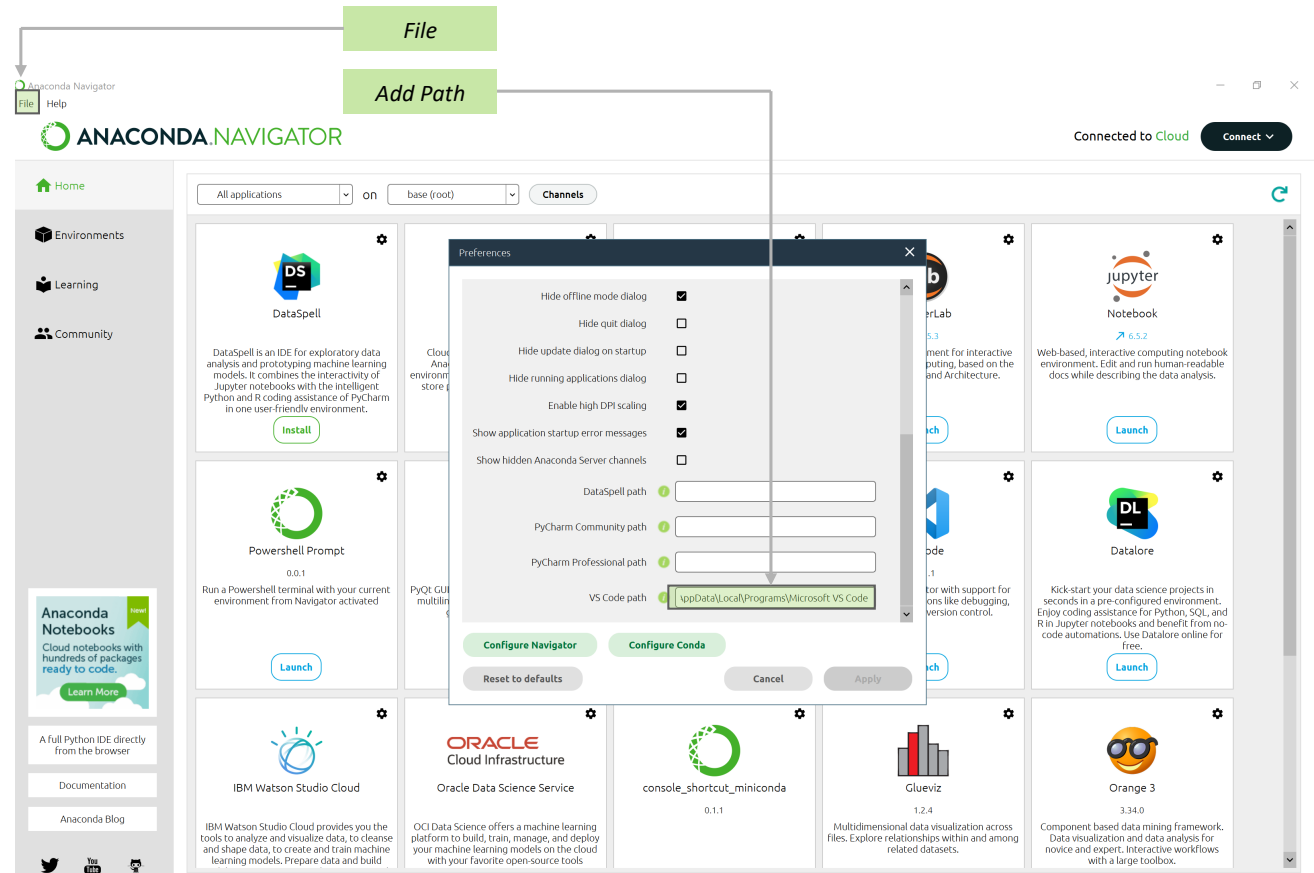 File
Add Path
Anaconda Navigator
File Help
ANACONDA.NAVIGATOR
Connected to Cloud
Connect
Home
Environments
Learning
Community
All applications
on
base (root)
Channels
DS
DataSpell
DataSpell is an IDE for exploratory data
analysis and prototyping machine learning
models. It combines the interactivity of
Jupyter notebooks with the intelligent
Python and R coding assistance of PyCharm
in one user-friendly environment.
Install
Preferences
Hide offline mode dialog
Hide quit dialog
Hide update dialog on startup
Hide running applications dialog
Enable high DPI scaling
Show application startup error messages
Show hidden Anaconda Server channels
DataSpell path
PyCharm Community path
PyCharm Professional path
VS Code path
\ppData\Local\Programs\Microsoft VS Code
Configure Navigator
Configure Conda
Reset to defaults
Cancel
Apply
jupyter
Notebook
6.5.2
Web-based, interactive computing notebook
environment. Edit and run human-readable
docs while describing the data analysis.
Launch
Powershell Prompt
0.0.1
Run a Powershell terminal with your current
environment from Navigator activated
Launch
PyQt GUI
and Architecture.
version control.
DL
Datalore
Kick-start your data science projects in
seconds in a pre-configured environment.
Enjoy coding assistance for Python, SQL, and
R in Jupyter notebooks and benefit from no-
code automations. Use Datalore online for
free.
Launch
Anaconda
Notebooks
New!
Cloud notebooks with
hundreds of packages
ready to code.
Learn More
A full Python IDE directly
from the browser
Documentation
Anaconda Blog
You
Tube
IBM Watson Studio Cloud
IBM Watson Studio Cloud provides you the
tools to analyze and visualize data, to cleanse
and shape data, to create and train machine
learning models. Prepare data and build
ORACLE
Cloud Infrastructure
Oracle Data Science Service
OCI Data Science offers a machine learning
platform to build, train, manage, and deploy
your machine learning models on the cloud
with your favorite open-source tools
console_shortcut_miniconda
0.1.1
Glueviz
1.2.4
Multidimensional data visualization across
files. Explore relationships within and among
related datasets.
Orange 3
3.34.0
Component based data mining framework.
Data visualization and data analysis for
novice and expert. Interactive workflows
with a large toolbox.